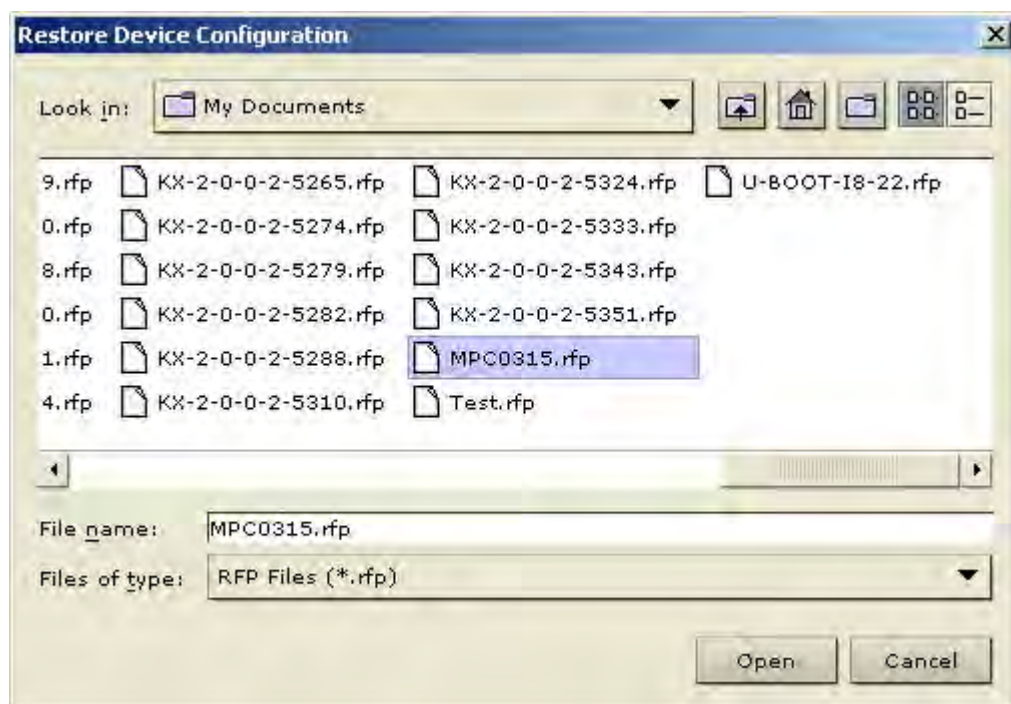 Restore Device Configuration
Look in: My Documents
9.rfp KX-2-0-0-2-5265.rfp KX-2-0-0-2-5324.rfp U-BOOT-I8-22.rfp
0.rfp KX-2-0-0-2-5274.rfp KX-2-0-0-2-5333.rfp
8.rfp KX-2-0-0-2-5279.rfp KX-2-0-0-2-5343.rfp
0.rfp KX-2-0-0-2-5282.rfp KX-2-0-0-2-5351.rfp
1.rfp KX-2-0-0-2-5288.rfp MPC0315.rfp
4.rfp KX-2-0-0-2-5310.rfp Test.rfp
File name: MPC0315.rfp
Files of type: RFP Files (*.rfp)
Open Cancel